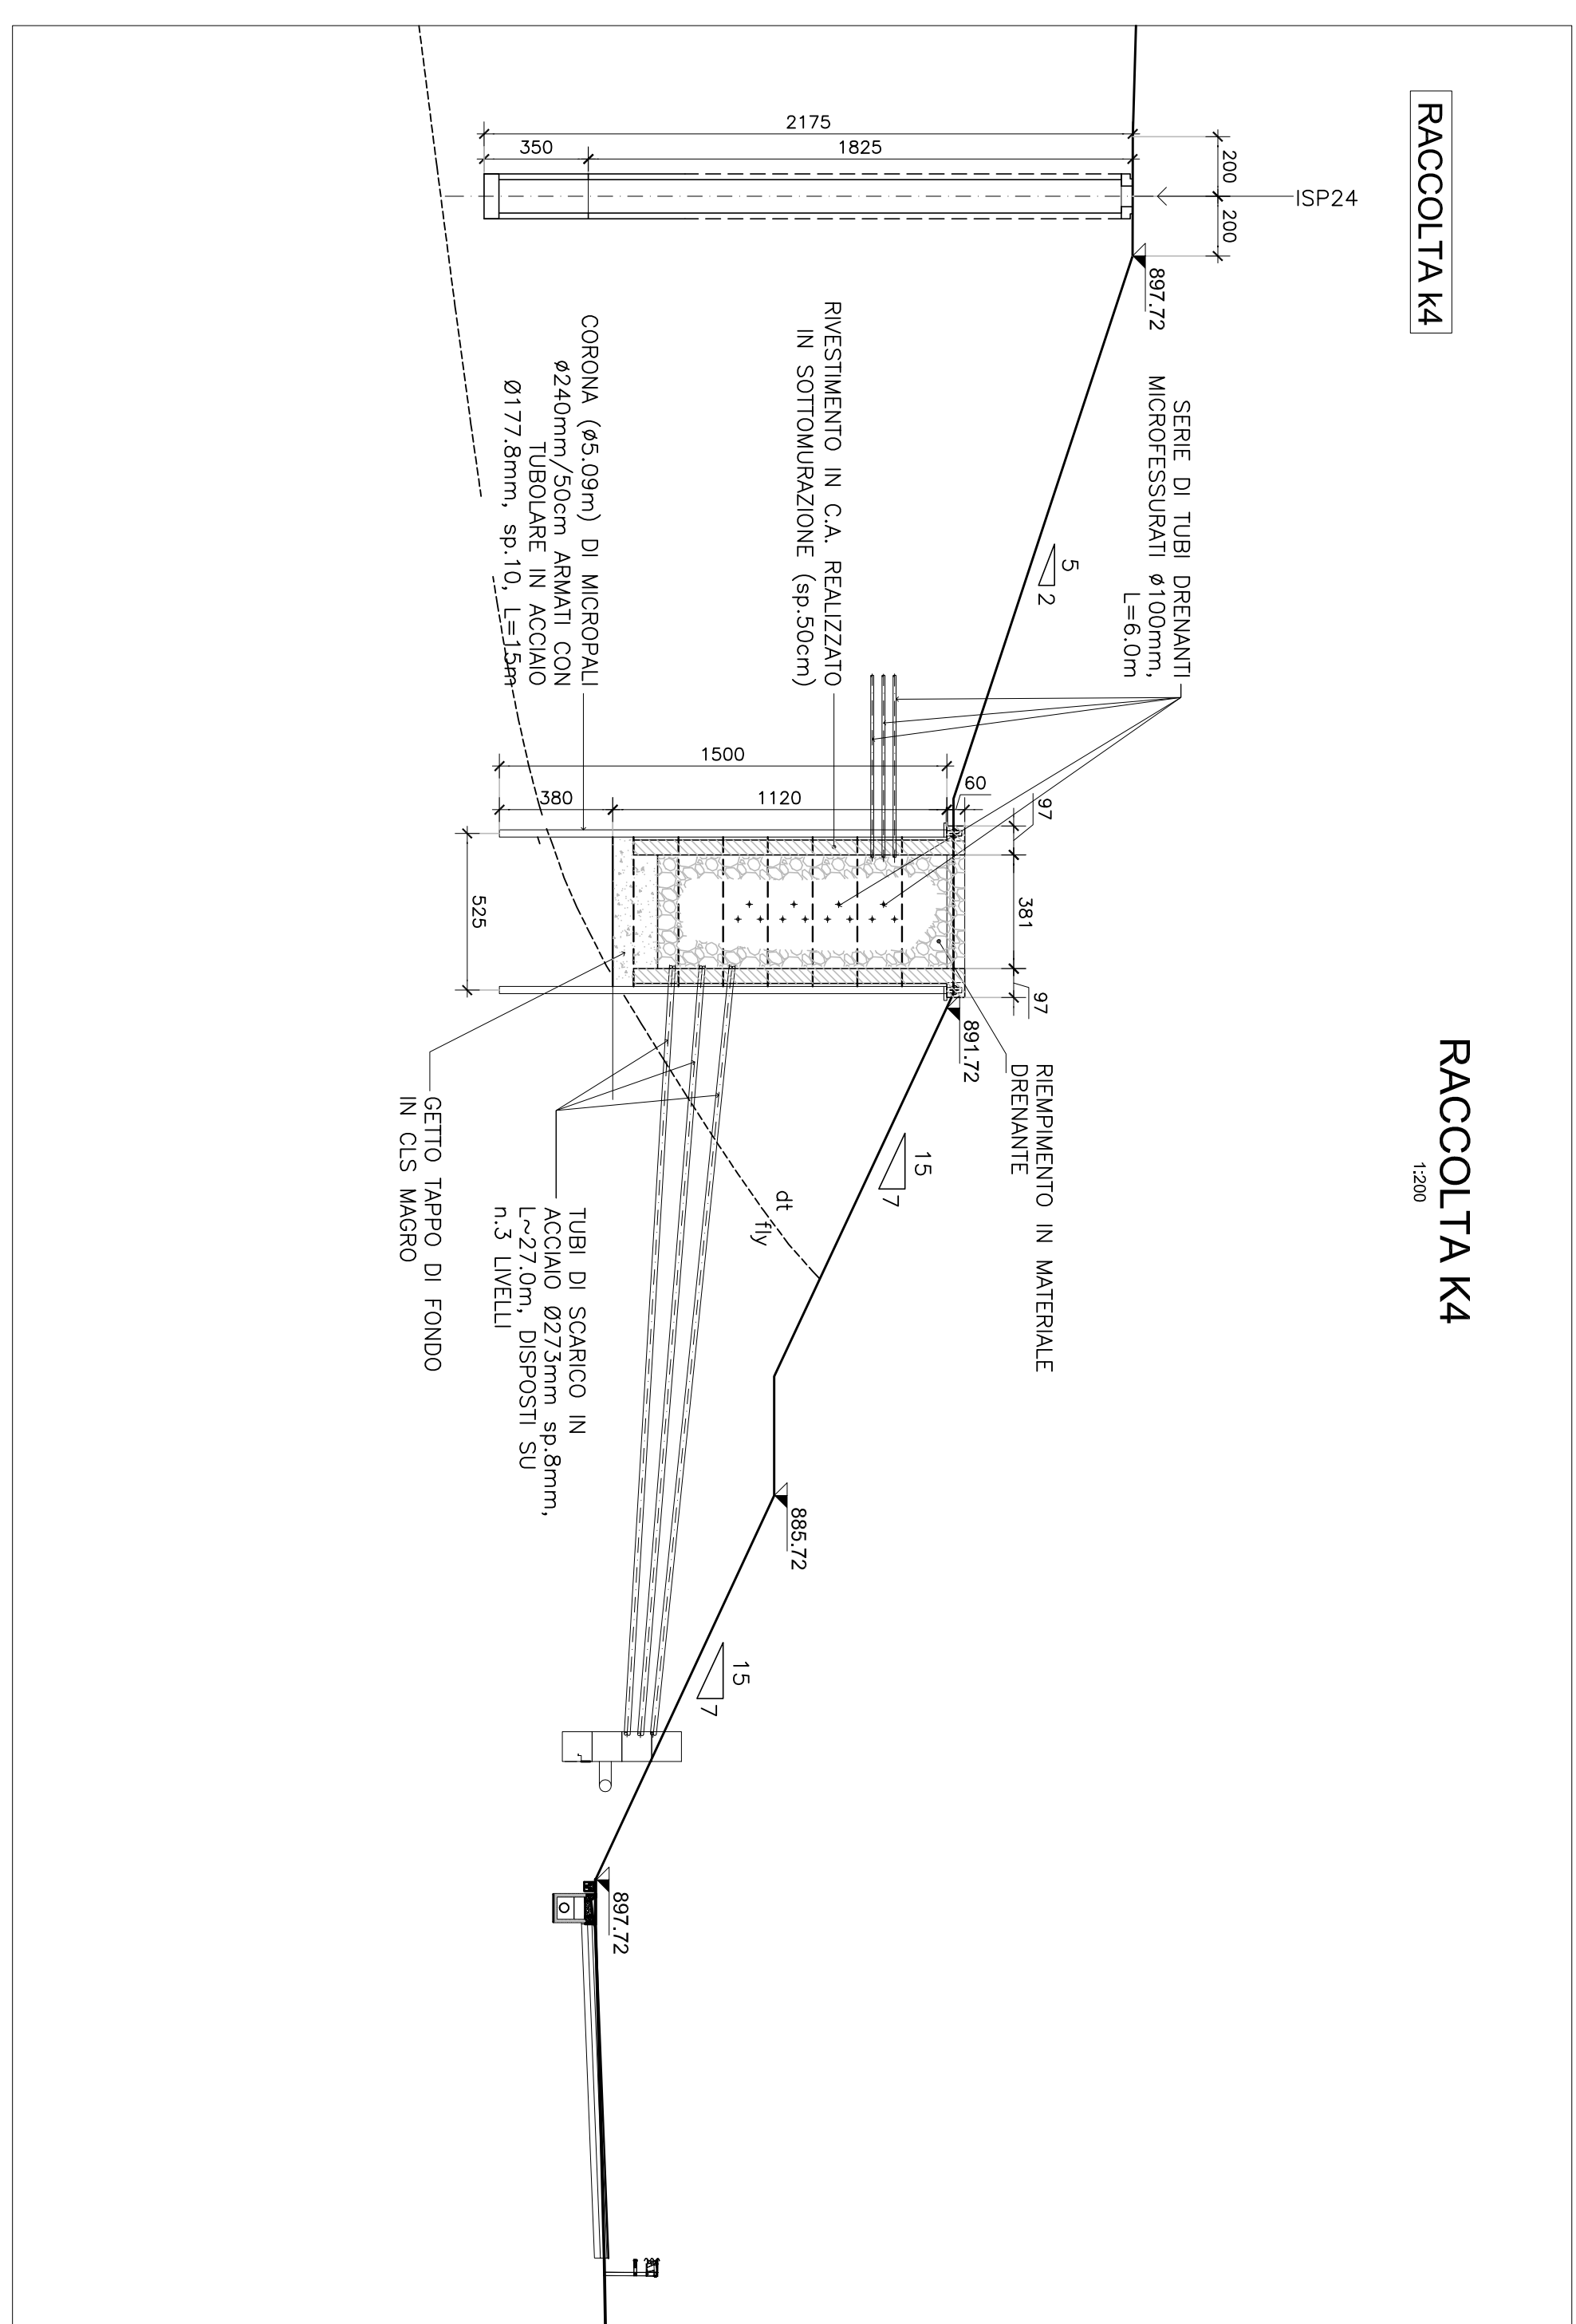 RACCOLTA k4
RACCOLTA K4
1:200
ISP24
200
200
2175
1825
350
897.72
SERIE DI TUBI DRENANTI
MICROFESSURATI ø100mm,
L=6.0m
5
2
RIVESTIMENTO IN C.A. REALIZZATO
IN SOTTOMURAZIONE (sp.50cm)
CORONA (ø5.09m) DI MICROPALI
ø240mm/50cm ARMATI CON
TUBOLARE IN ACCIAIO
Ø177.8mm, sp.10, L=15m
1500
60
1120
380
97
381
97
525
891.72
RIEMPIMENTO IN MATERIALE
DRENANTE
15
7
dt
fly
TUBI DI SCARICO IN
ACCIAIO Ø273mm sp.8mm,
L~27.0m, DISPOSTI SU
n.3 LIVELLI
GETTO TAPPO DI FONDO
IN CLS MAGRO
885.72
15
7
897.72